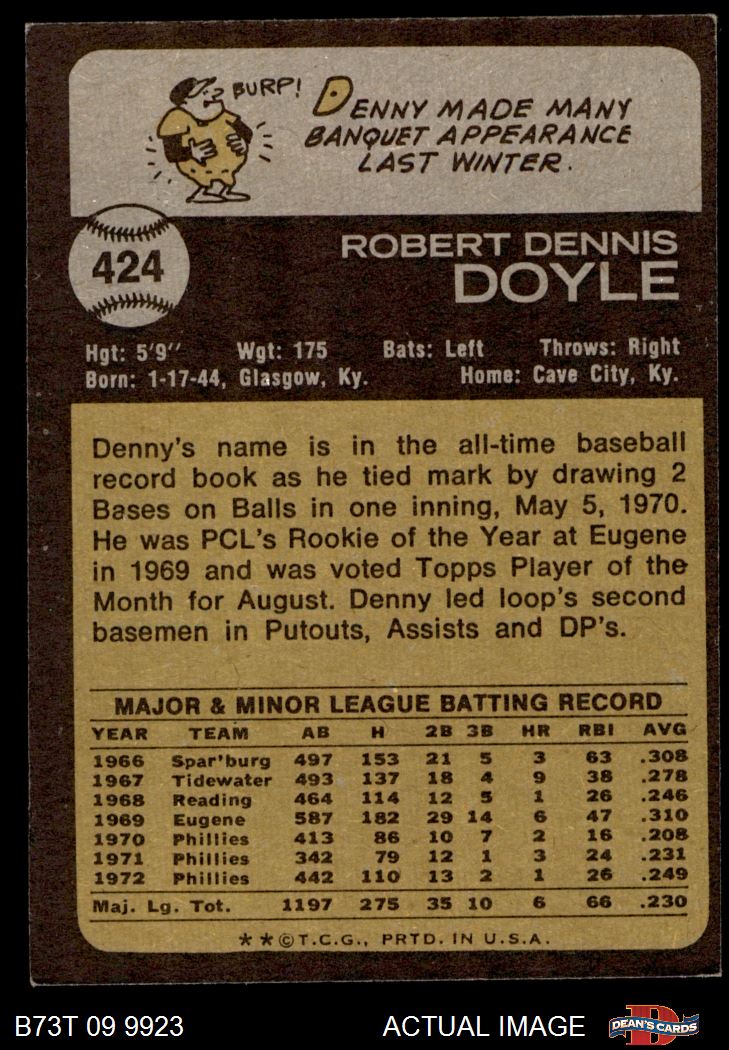 BURP! DENNY MADE MANY
BANQUET APPEARANCE
LAST WINTER.
424
ROBERT DENNIS
DOYLE
Hgt: 5'9" Wgt: 175 Bats: Left Throws: Right
Born: 1-17-44, Glasgow, Ky. Home: Cave City, Ky.
Denny's name is in the all-time baseball
record book as he tied mark by drawing 2
Bases on Balls in one inning, May 5, 1970.
He was PCL's Rookie of the Year at Eugene
in 1969 and was voted Topps Player of the
Month for August. Denny led loop's second
basemen in Putouts, Assists and DP's.
MAJOR & MINOR LEAGUE BATTING RECORD
YEAR TEAM AB H 2B 3B HR RBI AVG
1966 Spar'burg 497 153 21 5 3 63 .308
1967 Tidewater 493 137 18 4 9 38 .278
1968 Reading 464 114 12 5 1 26 .246
1969 Eugene 587 182 29 14 6 47 .310
1970 Phillies 413 86 10 7 2 16 .208
1971 Phillies 342 79 12 1 3 24 .231
1972 Phillies 442 110 13 2 1 26 .249
Maj. Lg. Tot. 1197 275 35 10 6 66 .230
**©T.C.G., PRTD. IN U.S.A.
B73T 09 9923 ACTUAL IMAGE DEAN'S CARDS